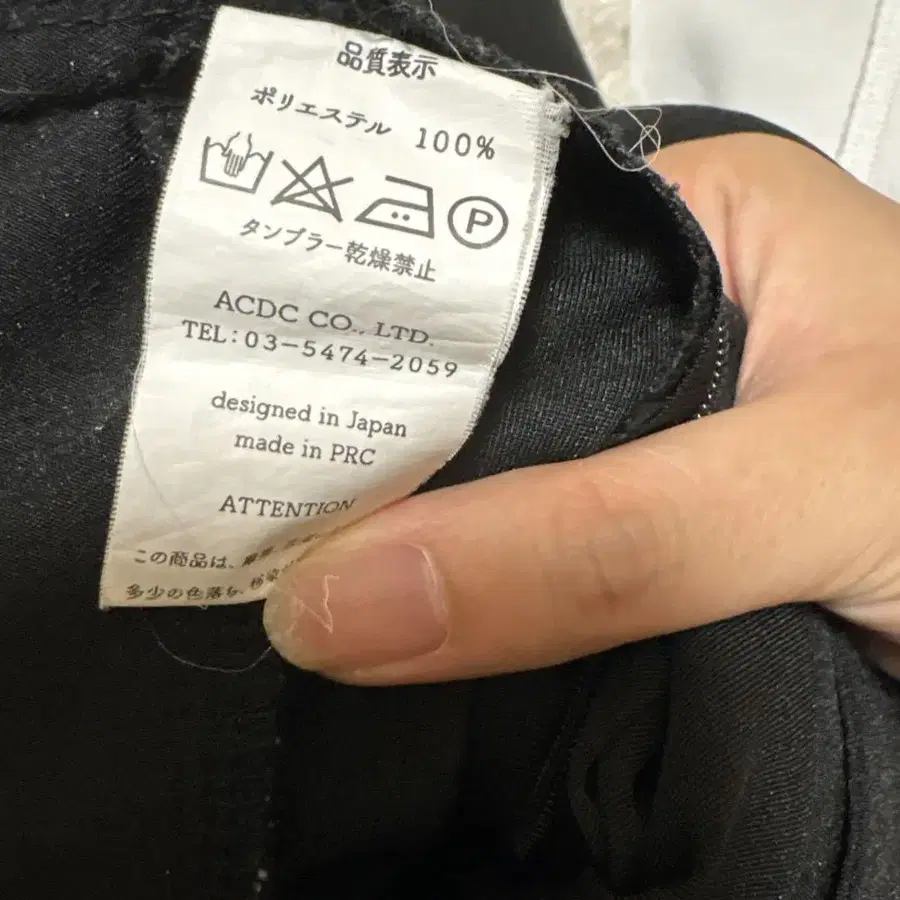 品質表示
ポリエステル 100%
P
タンブラー乾燥禁止
ACDC CO., LTD.
TEL:03-5474-2059
designed in Japan
made in PRC
ATTENTION
この商品は、摩擦、
多少の色落ち、